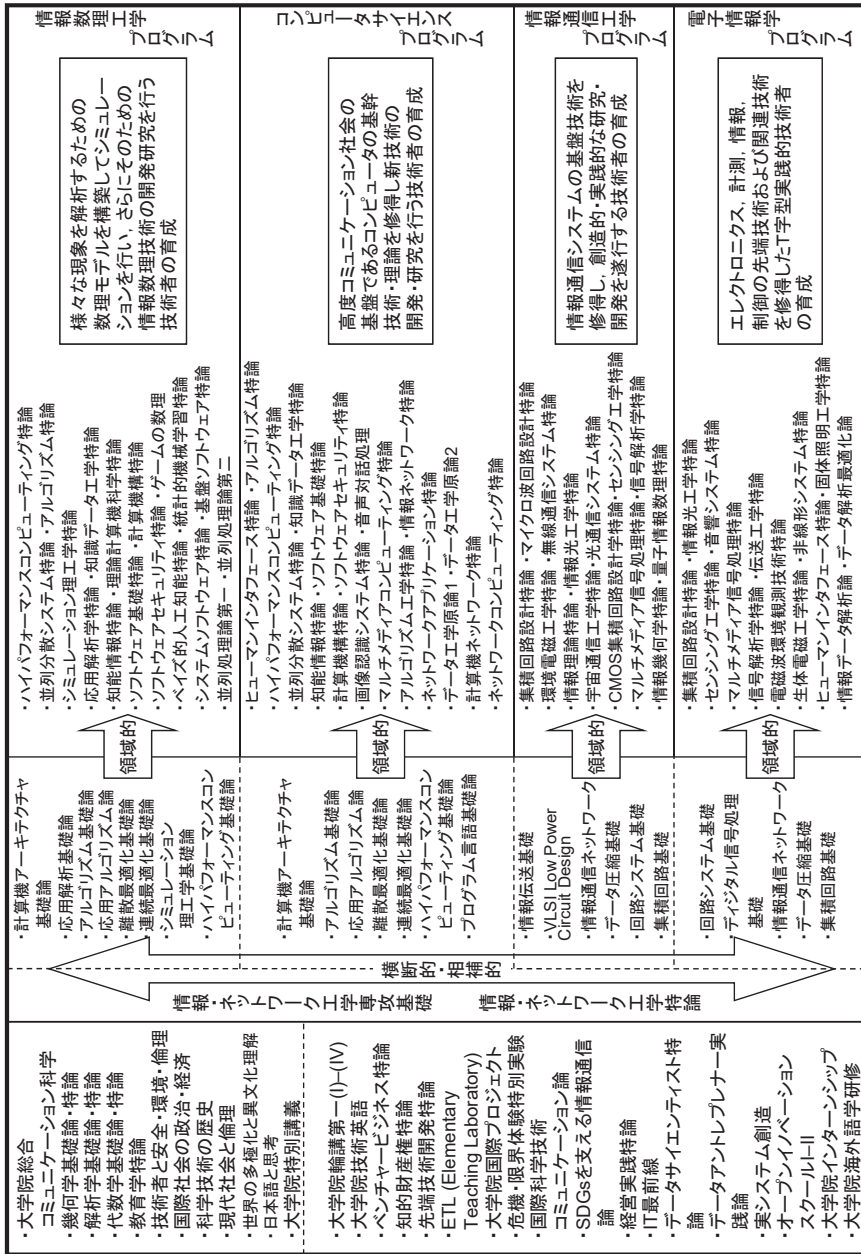 ・大学院総合
コミュニケーション科学
・幾何学基礎論・特論
・解析学基礎論・特論
・代数学基礎論・特論
・教育学特論
・技術者と安全・環境・倫理
・国際社会の政治・経済
・科学技術の歴史
・現代社会と倫理
・世界の多極化と異文化理解
・日本語と思考
・大学院特別講義
・大学院輪講第一(I)–(IV)
・大学院技術英語
・ベンチャービジネス特論
・知的財産権特論
・先端技術開発特論
・ETL (Elementary
Teaching Laboratory)
・大学院国際プロジェクト
・危機・限界体験特別実験
・国際科学技術
コミュニケーション論
・SDGsを支える情報通信
論
・経営実践特論
・IT最前線
・データサイエンティスト特
論
・データアントレプレナー実
践論
・実システム創造
・オープンイノベーション
スクールI–II
・大学院インターンシップ
・大学院海外語学研修
情報・ネットワーク工学専攻基礎
情報・ネットワーク工学特論
横断的・相補的
・計算機アーキテクチャ
基礎論
・応用解析基礎論
・アルゴリズム基礎論
・応用アルゴリズム論
・離散最適化基礎論
・連続最適化基礎論
・シミュレーション
理工学基礎論
・ハイパフォーマンスコン
ピューティング基礎論
領域的
・ハイパフォーマンスコンピューティング特論
・並列分散システム特論・アルゴリズム特論
・シミュレーション理工学特論
・応用解析学特論・知識データ工学特論
・知能情報特論・理論計算機科学特論
・ソフトウェア基礎特論・計算機構特論
・ソフトウェアセキュリティ特論・ゲームの数理
・ベイズ的人工知能特論・統計的機械学習特論
・システムソフトウェア特論・基盤ソフトウェア特論
・並列処理論第一・並列処理論第二
様々な現象を解析するための
数理モデルを構築してシミュレー
ションを行い，さらにそのための
情報数理技術の開発研究を行う
技術者の育成
情報数理工学
プログラム
・計算機アーキテクチャ
基礎論
・アルゴリズム基礎論
・応用アルゴリズム論
・離散最適化基礎論
・連続最適化基礎論
・ハイパフォーマンスコン
ピューティング基礎論
・プログラム言語基礎論
領域的
・ヒューマンインタフェース特論・アルゴリズム特論
・ハイパフォーマンスコンピューティング特論
・並列分散システム特論・知識データ工学特論
・知能情報特論・ソフトウェア基礎特論
・計算機構特論・ソフトウェアセキュリティ特論
・画像認識システム特論・音声対話処理
・マルチメディアコンピューティング特論
・アルゴリズム工学特論・情報ネットワーク特論
・ネットワークアプリケーション特論
・データ工学原論1・データ工学原論2
・計算機ネットワーク特論
・ネットワークコンピューティング特論
高度コミュニケーション社会の
基盤であるコンピュータの基幹
技術・理論を修得し新技術の
開発・研究を行う技術者の育成
コンピュータサイエンス
プログラム
・情報伝送基礎
・VLSI Low Power
Circuit Design
・情報通信ネットワーク
・データ圧縮基礎
・回路システム基礎
・集積回路基礎
領域的
・集積回路設計特論・マイクロ波回路設計特論
・環境電磁工学特論・無線通信システム特論
・情報理論特論・情報光工学特論
・宇宙通信工学特論・光通信システム特論
・CMOS集積回路設計学特論・センシング工学特論
・マルチメディア信号処理特論・信号解析学特論
・情報幾何学特論・量子情報数理特論
情報通信システムの基盤技術を
修得し，創造的・実践的な研究・
開発を遂行する技術者の育成
情報通信工学
プログラム
・回路システム基礎
・ディジタル信号処理
基礎
・情報通信ネットワーク
・データ圧縮基礎
・集積回路基礎
領域的
・集積回路設計特論・情報光工学特論
・センシング工学特論・音響システム特論
・マルチメディア信号処理特論
・信号解析学特論・伝送工学特論
・電磁波環境観測技術特論
・生体電磁工学特論・非線形システム特論
・ヒューマンインタフェース特論・固体照明工学特論
・情報データ解析論・データ解析最適化論
エレクトロニクス，計測，情報，
制御の先端技術および関連技術
を修得したT字型実践的技術者
の育成
電子情報学
プログラム